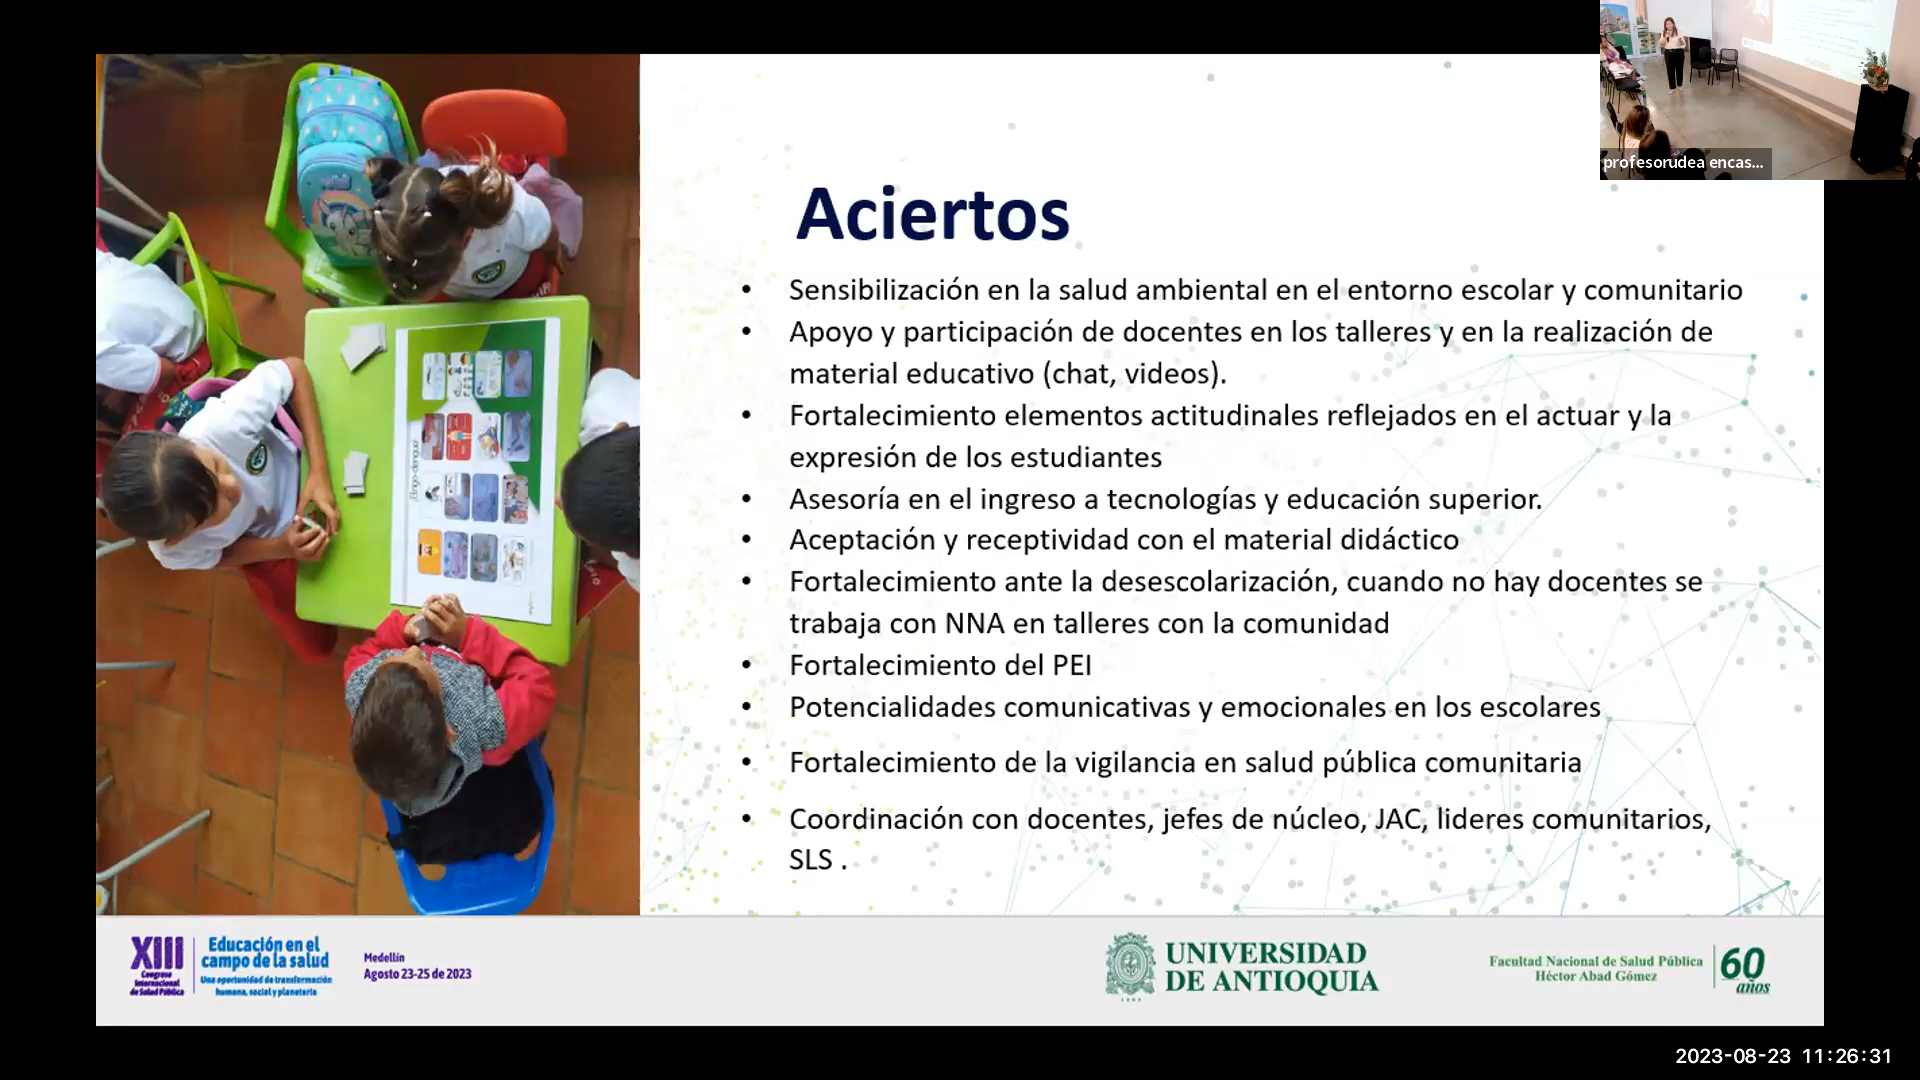 profesorudea encas...
Aciertos
• Sensibilización en la salud ambiental en el entorno escolar y comunitario
• Apoyo y participación de docentes en los talleres y en la realización de
material educativo (chat, videos).
• Fortalecimiento elementos actitudinales reflejados en el actuar y la
expresión de los estudiantes
• Asesoría en el ingreso a tecnologías y educación superior.
• Aceptación y receptividad con el material didáctico
• Fortalecimiento ante la desescolarización, cuando no hay docentes se
trabaja con NNA en talleres con la comunidad
• Fortalecimiento del PEI
• Potencialidades comunicativas y emocionales en los escolares
• Fortalecimiento de la vigilancia en salud pública comunitaria
• Coordinación con docentes, jefes de núcleo, JAC, lideres comunitarios,
SLS .
XIII
Congreso
Internacional
de Salud Pública
Educación en el
campo de la salud
Una oportunidad de transformación
humana, social y planetaria
Medellín
Agosto 23-25 de 2023
UNIVERSIDAD
DE ANTIOQUIA
1803
Facultad Nacional de Salud Pública
Héctor Abad Gómez
60
años
2023-08-23 11:26:31